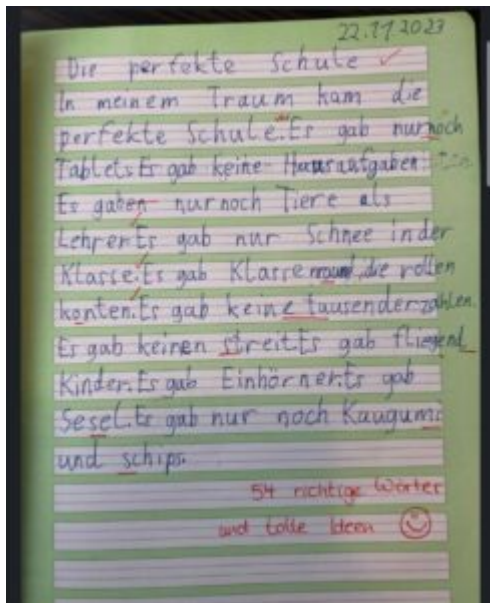 22.11.2023
Die perfekte Schule
In meinem Traum kam die
perfekte Schule. Es gab nur noch
Tablets. Es gab keine Hausaufgaben.
Es gaben nur noch Tiere als
Lehrer. Es gab nur Schnee in der
Klasse. Es gab Klasse die rollen
konten. Es gab keine tausenderzahlen.
Es gab keinen streit. Es gab fliegend
Kinder. Es gab Einhörner. Es gab
Sesel. Es gab nur noch Kaugumi
und schips.
54 richtige Wörter
und tolle Ideen